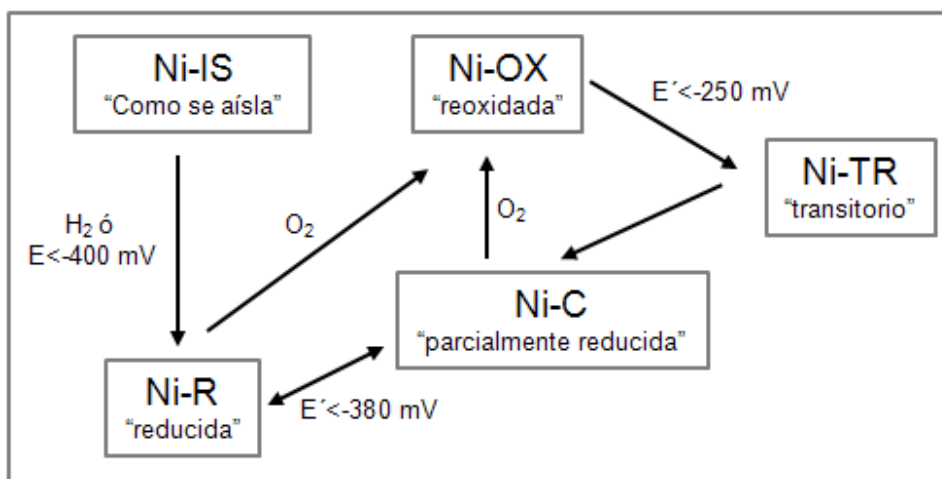 Ni-IS
“Como se aísla”
Ni-OX
“reoxidada”
E´<-250 mV
Ni-TR
“transitorio”
H₂ ó
E<-400 mV
O₂
O₂
Ni-C
“parcialmente reducida”
Ni-R
“reducida”
E´<-380 mV